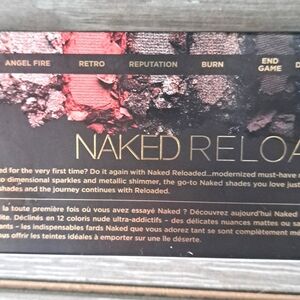 ANGEL FIRE RETRO REPUTATION BURN END GAME D
NAKED RELOA
ed for the very first time? Do it again with Naked Reloaded...modernized must-have n
o dimensional sparkles and metallic shimmer, the go-to Naked shades you love just
shades and the journey continues with Reloaded.
la toute première fois où vous avez essayé Naked ? Découvrez aujourd'hui Naked
ite. Déclinés en 12 coloris nude ultra-addictifs – des délicates nuances mattes ou sa
ants – les indispensables fards Naked que vous adorez tant se sont complètement m
us offrir les teintes idéales à emporter sur une île déserte.